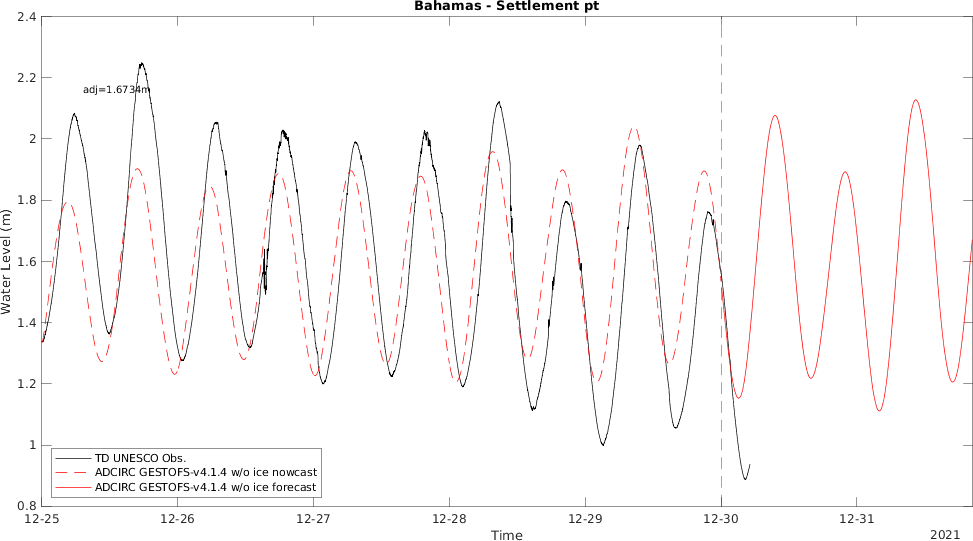 Bahamas - Settlement pt
2.4
2.2
2
1.8
1.6
1.4
1.2
1
0.8
Water Level (m)
adj=1.6734m
TD UNESCO Obs.
ADCIRC GESTOFS-v4.1.4 w/o ice nowcast
ADCIRC GESTOFS-v4.1.4 w/o ice forecast
12-25 12-26 12-27 12-28 12-29 12-30 12-31
Time
2021